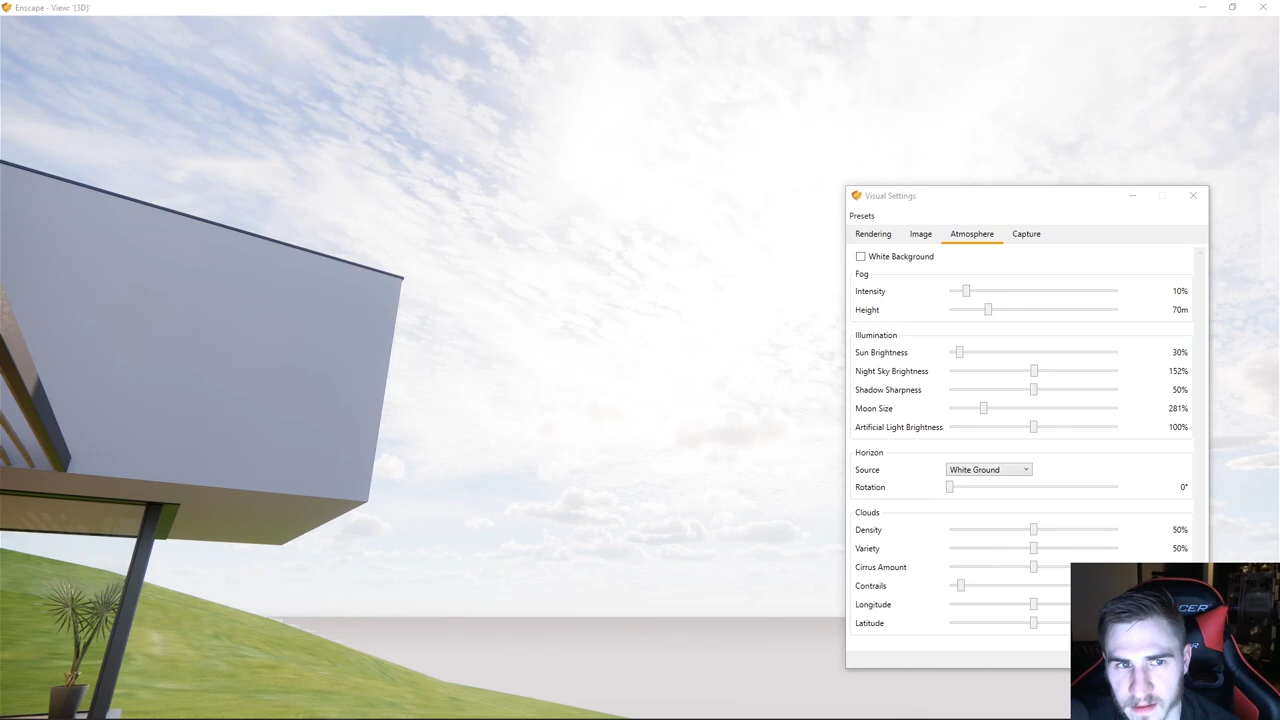 Enscape - View: '{3D}'
Visual Settings
Presets
Rendering Image Atmosphere Capture
White Background
Fog
Intensity 10%
Height 70m
Illumination
Sun Brightness 30%
Night Sky Brightness 152%
Shadow Sharpness 50%
Moon Size 281%
Artificial Light Brightness 100%
Horizon
Source White Ground
Rotation 0°
Clouds
Density 50%
Variety 50%
Cirrus Amount
Contrails
Longitude
Latitude